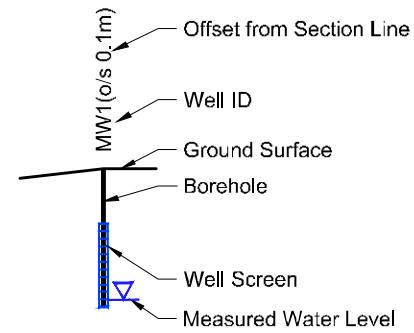 Offset from Section Line
MW1(o/s 0.1m)
Well ID
Ground Surface
Borehole
Well Screen
Measured Water Level